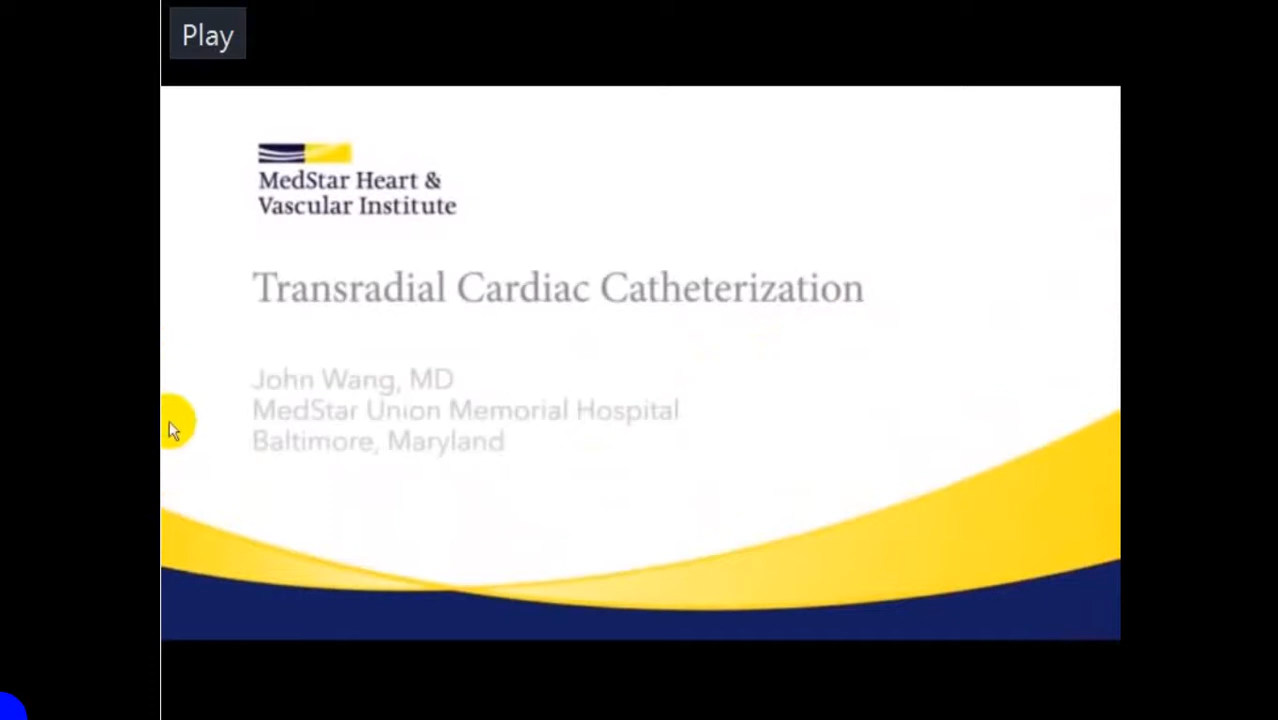 Play
MedStar Heart &
Vascular Institute
Transradial Cardiac Catheterization
John Wang, MD
MedStar Union Memorial Hospital
Baltimore, Maryland